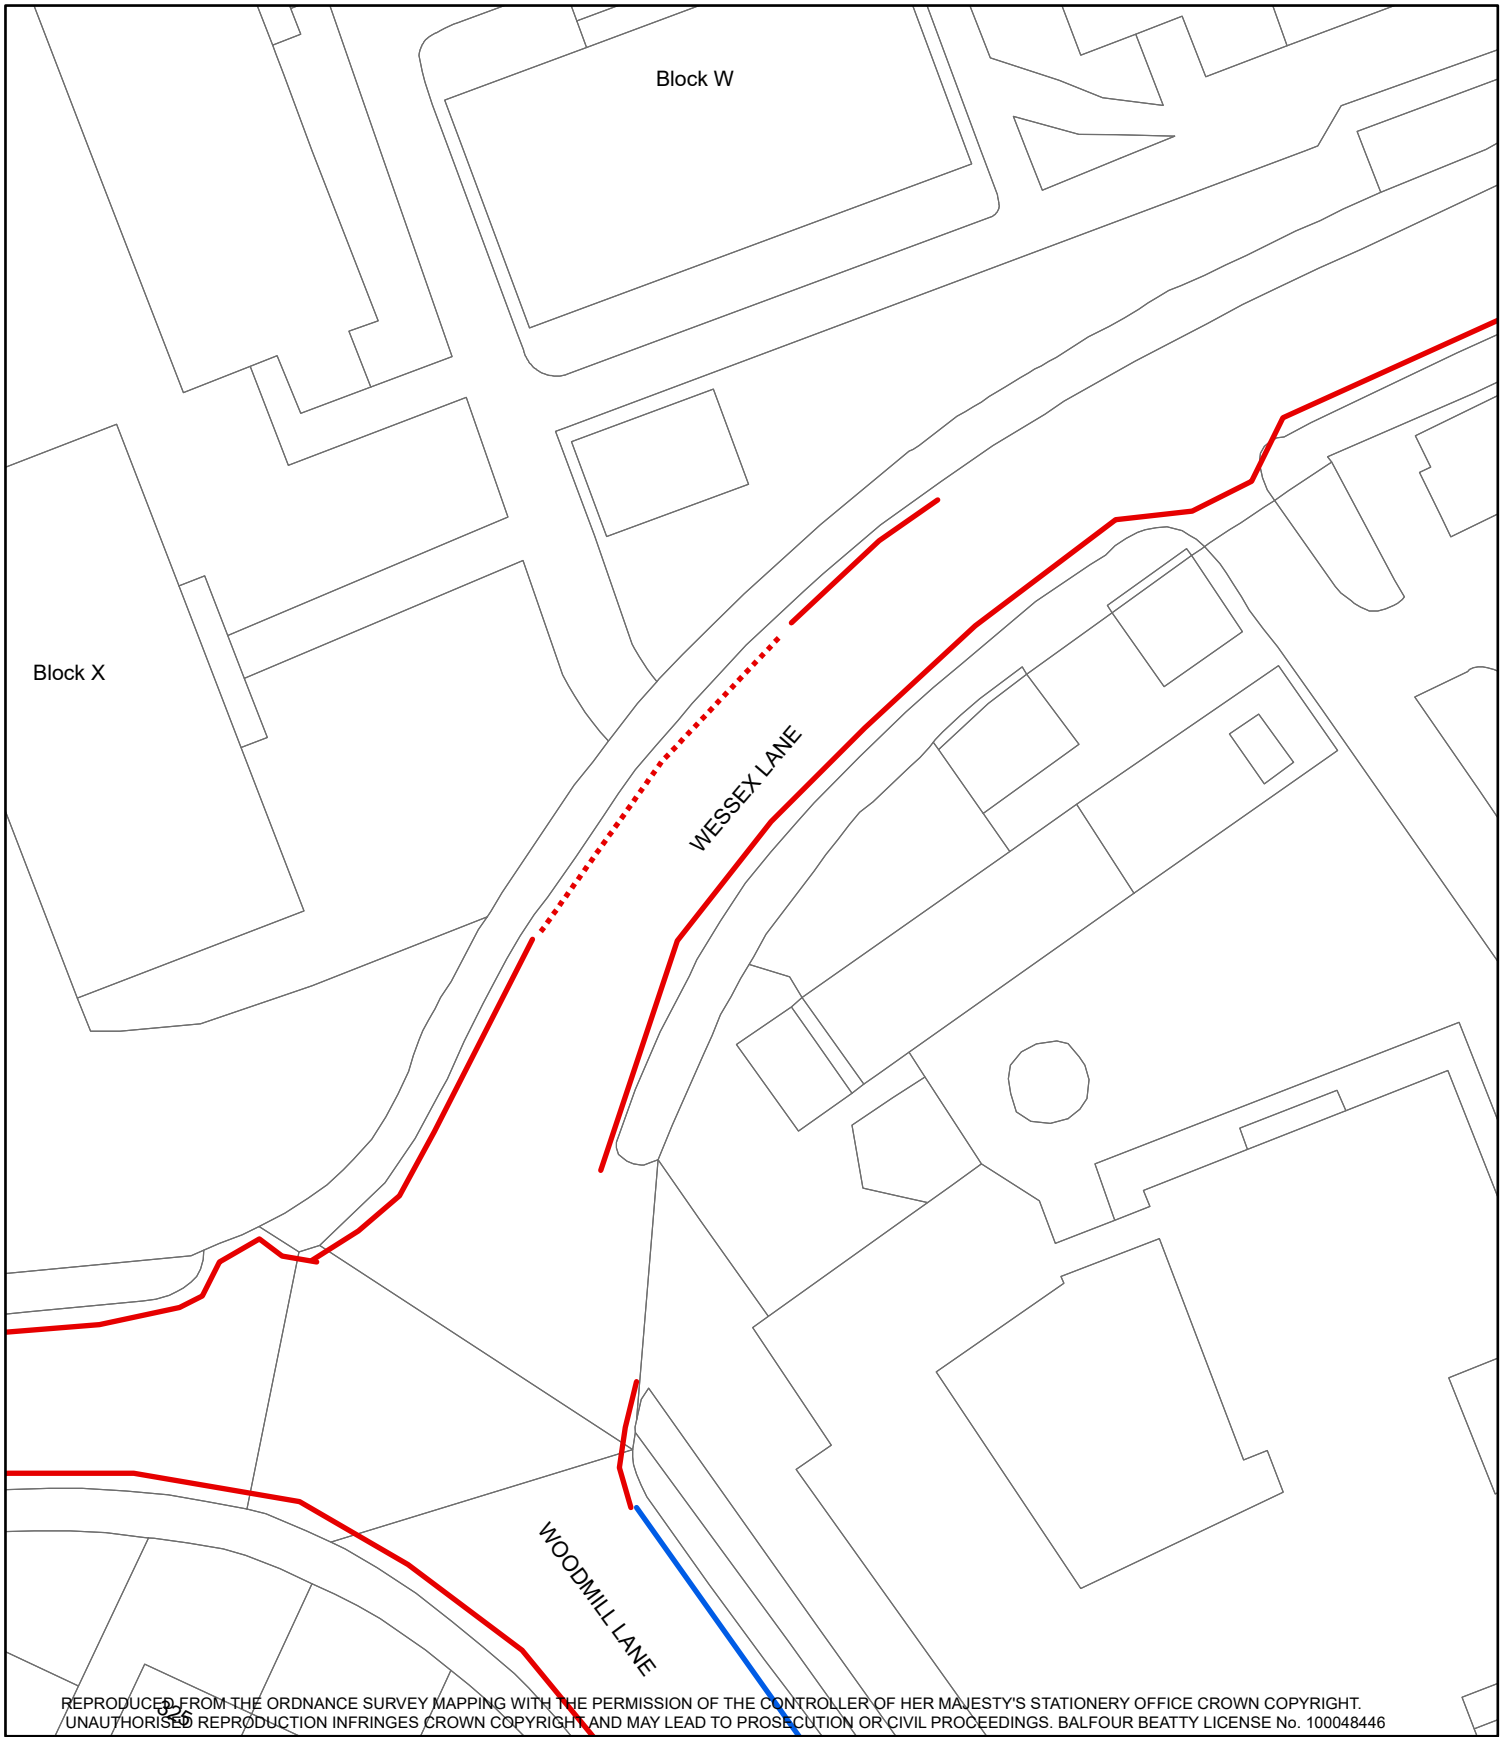 Block W
Block X
WESSEX LANE
WOODMILL LANE
325
REPRODUCED FROM THE ORDNANCE SURVEY MAPPING WITH THE PERMISSION OF THE CONTROLLER OF HER MAJESTY'S STATIONERY OFFICE CROWN COPYRIGHT.
UNAUTHORISED REPRODUCTION INFRINGES CROWN COPYRIGHT AND MAY LEAD TO PROSECUTION OR CIVIL PROCEEDINGS. BALFOUR BEATTY LICENSE No. 100048446